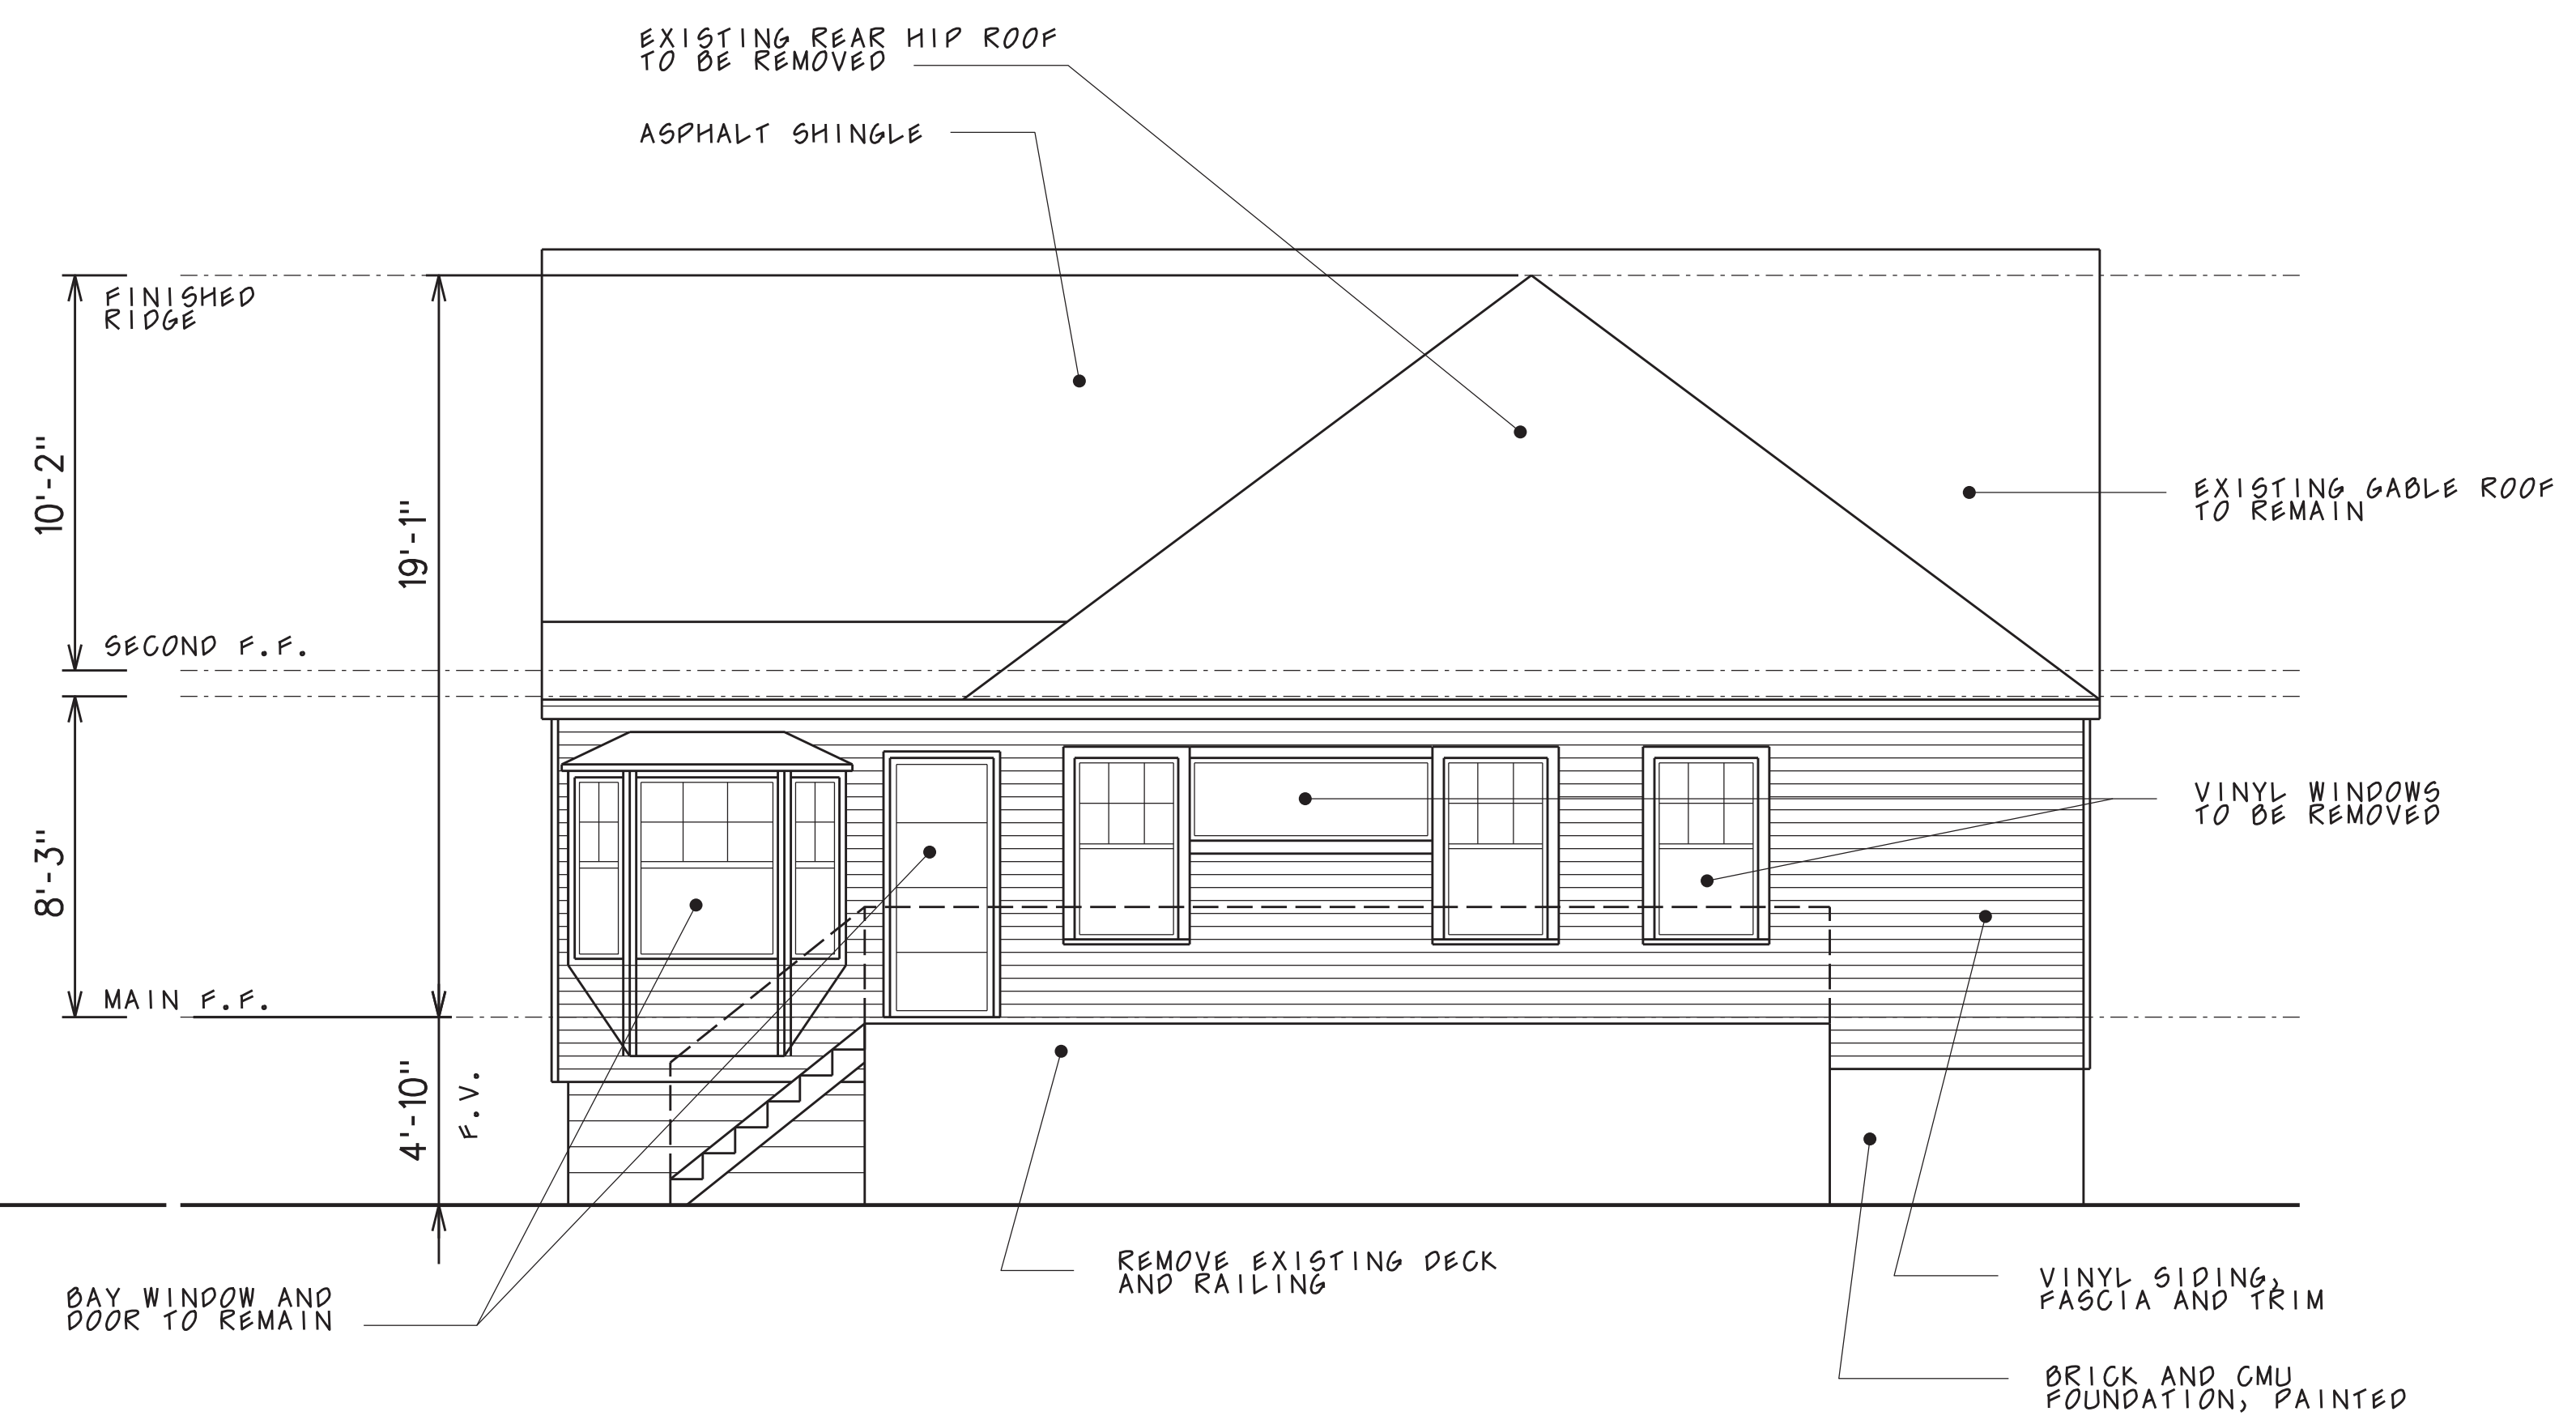 EXISTING REAR HIP ROOF
TO BE REMOVED
ASPHALT SHINGLE
FINISHED
RIDGE
10'-2"
19'-1"
EXISTING GABLE ROOF
TO REMAIN
SECOND F.F.
VINYL WINDOWS
TO BE REMOVED
8'-3"
MAIN F.F.
4'-10"
F.V.
REMOVE EXISTING DECK
AND RAILING
VINYL SIDING,
FASCIA AND TRIM
BAY WINDOW AND
DOOR TO REMAIN
BRICK AND CMU
FOUNDATION, PAINTED